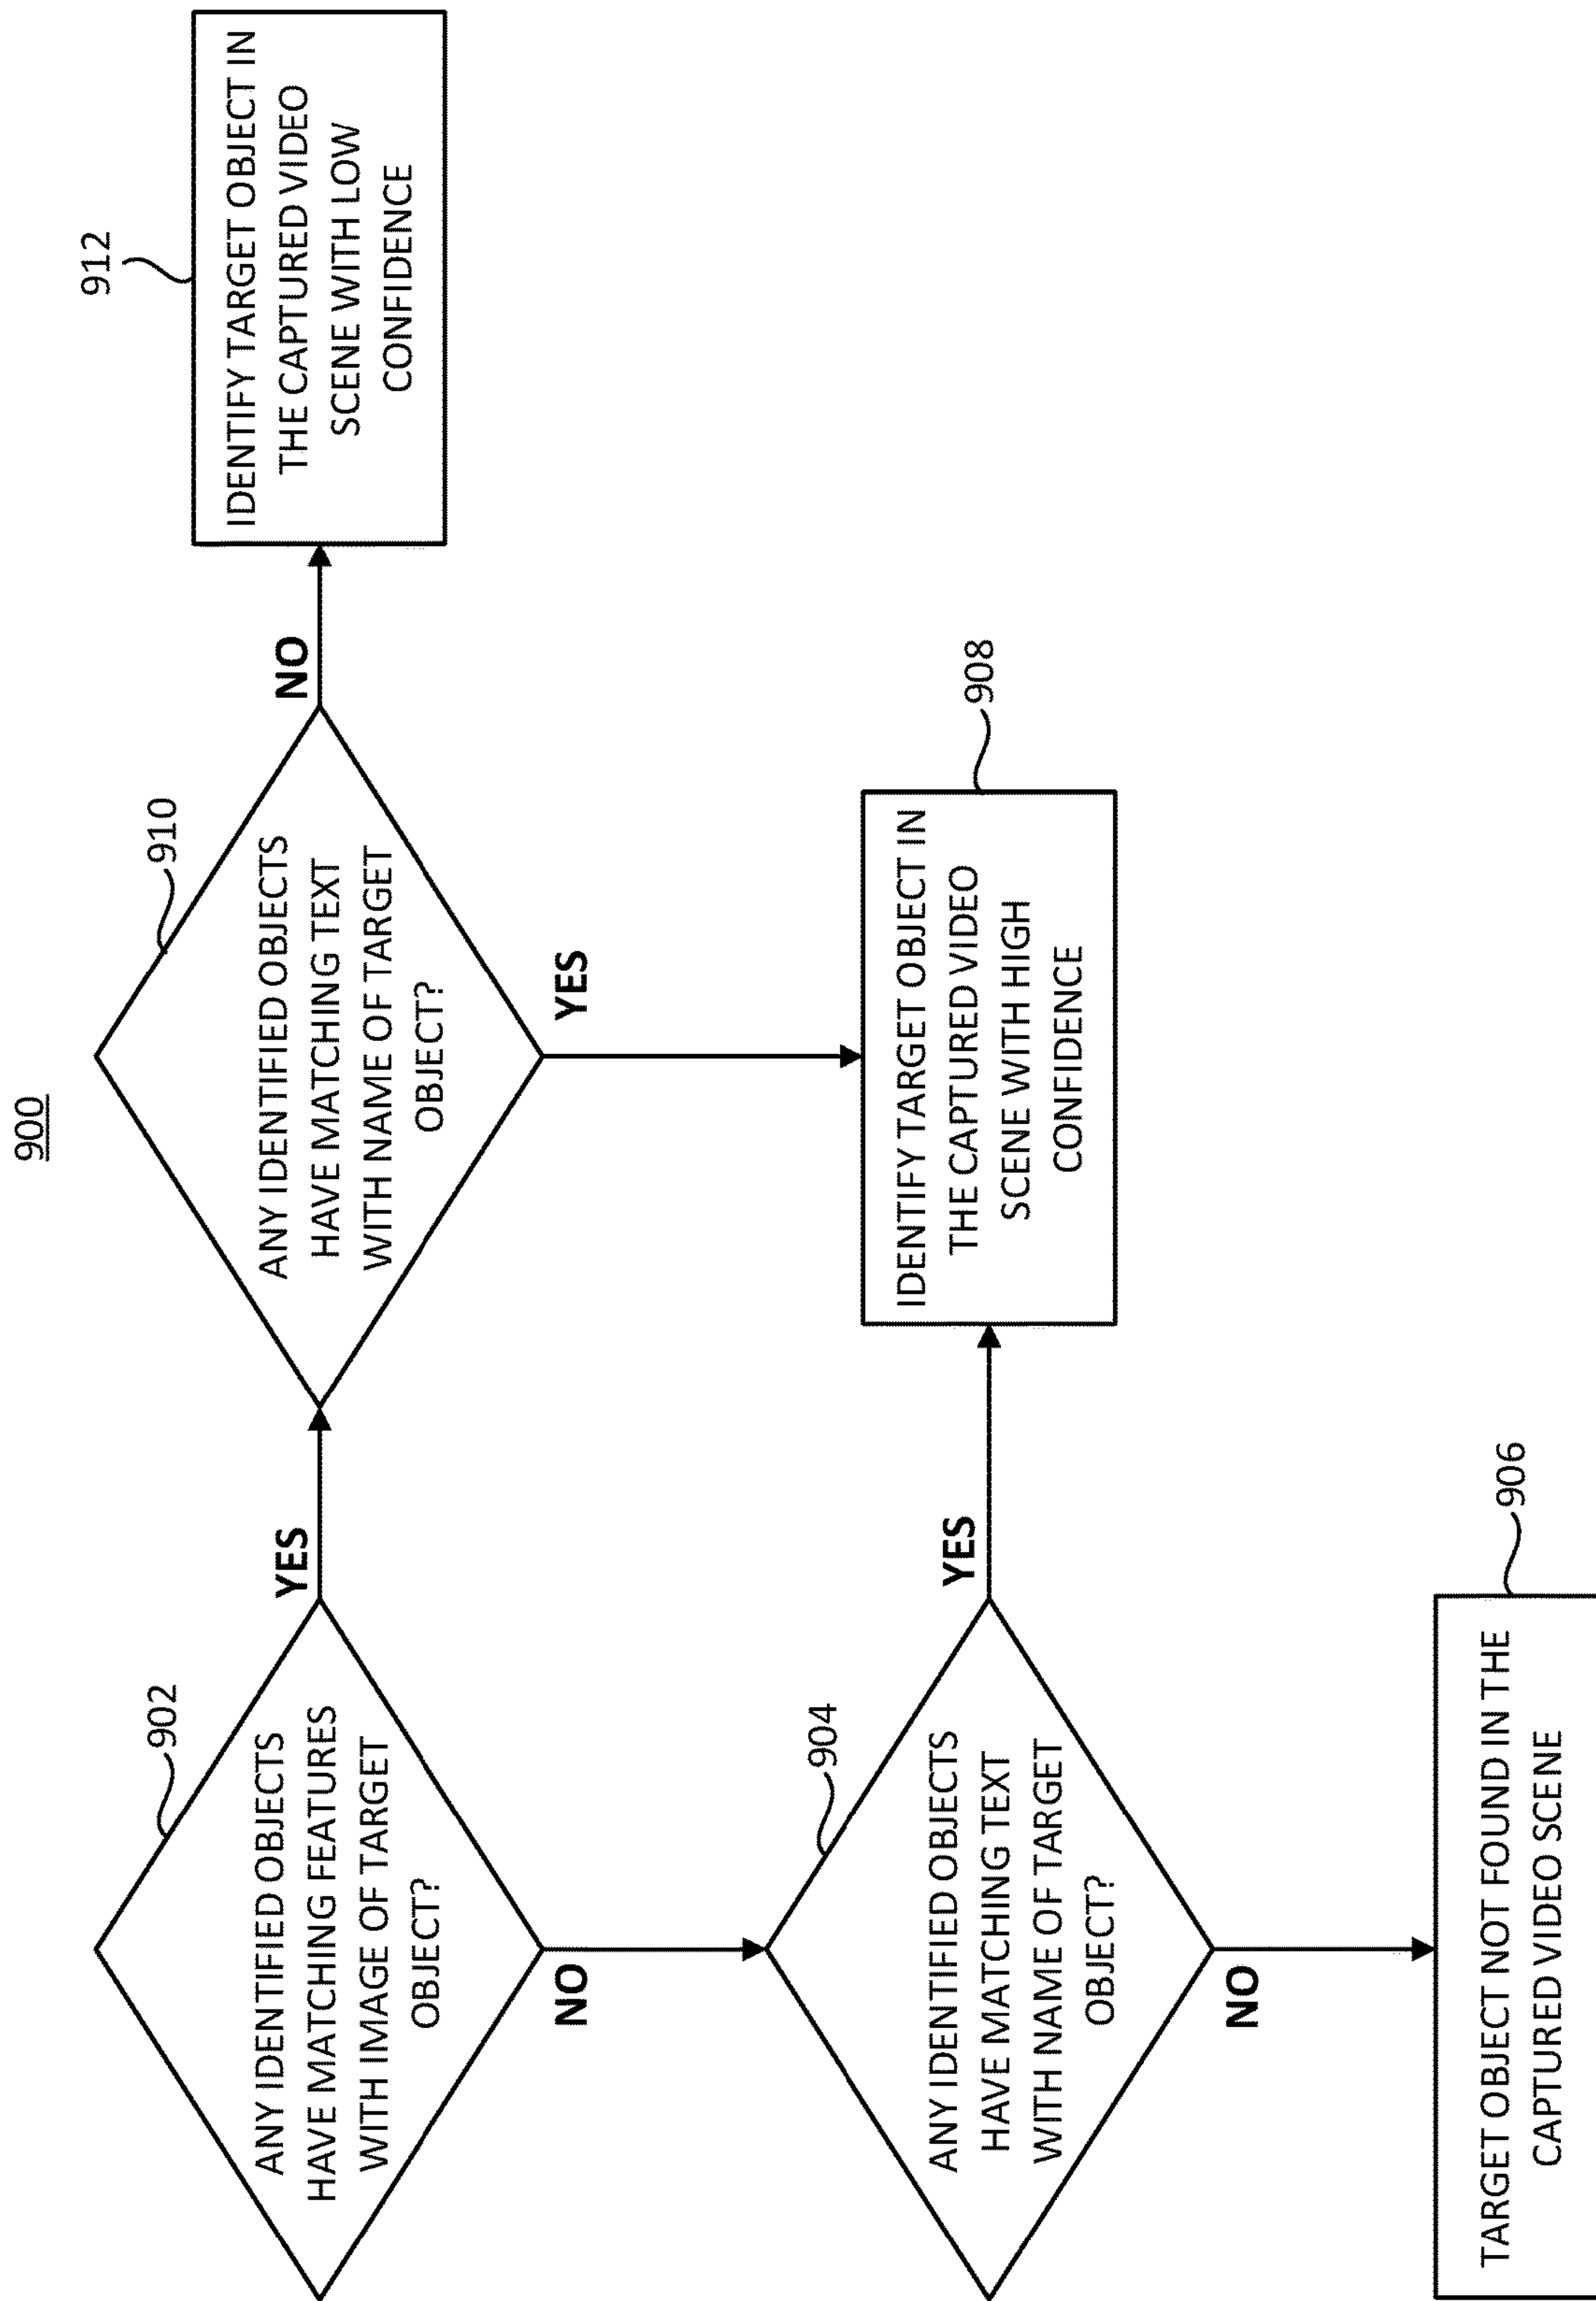 900
902
ANY IDENTIFIED OBJECTS
HAVE MATCHING FEATURES
WITH IMAGE OF TARGET
OBJECT?
YES
NO
910
ANY IDENTIFIED OBJECTS
HAVE MATCHING TEXT
WITH NAME OF TARGET
OBJECT?
NO
YES
912
IDENTIFY TARGET OBJECT IN
THE CAPTURED VIDEO
SCENE WITH LOW
CONFIDENCE
904
ANY IDENTIFIED OBJECTS
HAVE MATCHING TEXT
WITH NAME OF TARGET
OBJECT?
YES
NO
908
IDENTIFY TARGET OBJECT IN
THE CAPTURED VIDEO
SCENE WITH HIGH
CONFIDENCE
906
TARGET OBJECT NOT FOUND IN THE
CAPTURED VIDEO SCENE